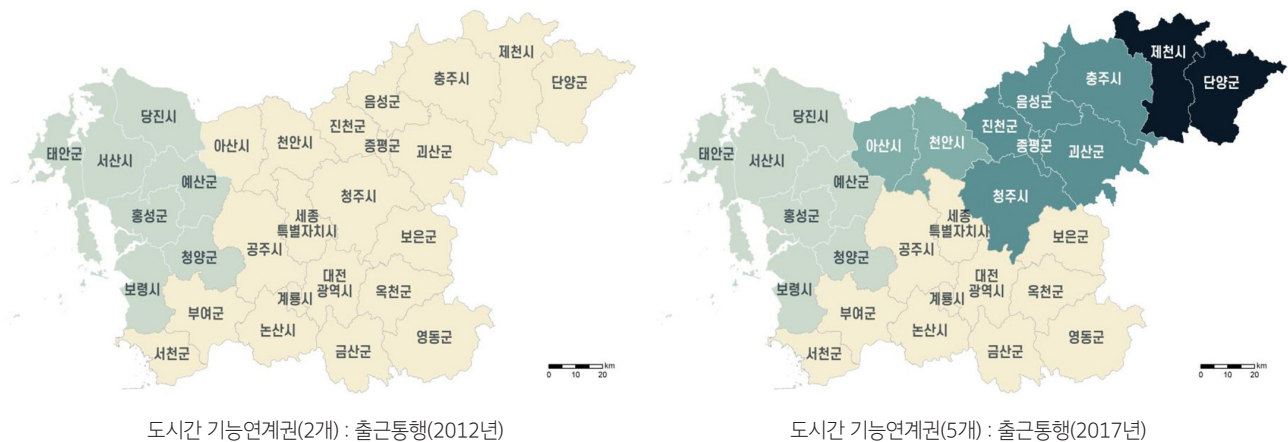 제천시
단양군
충주시
음성군
진천군
증평군
괴산군
당진시
태안군
서산시
아산시
천안시
예산군
청주시
홍성군
세종
특별자치시
보은군
공주시
청양군
대전
광역시
옥천군
보령시
계룡시
부여군
논산시
영동군
서천군
금산군
0 10 20 km
도시간 기능연계권(2개) : 출근통행(2012년)
제천시
단양군
충주시
음성군
진천군
증평군
괴산군
당진시
태안군
서산시
아산시
천안시
예산군
청주시
홍성군
세종
특별자치시
보은군
공주시
청양군
대전
광역시
옥천군
보령시
계룡시
부여군
논산시
영동군
서천군
금산군
0 10 20 km
도시간 기능연계권(5개) : 출근통행(2017년)